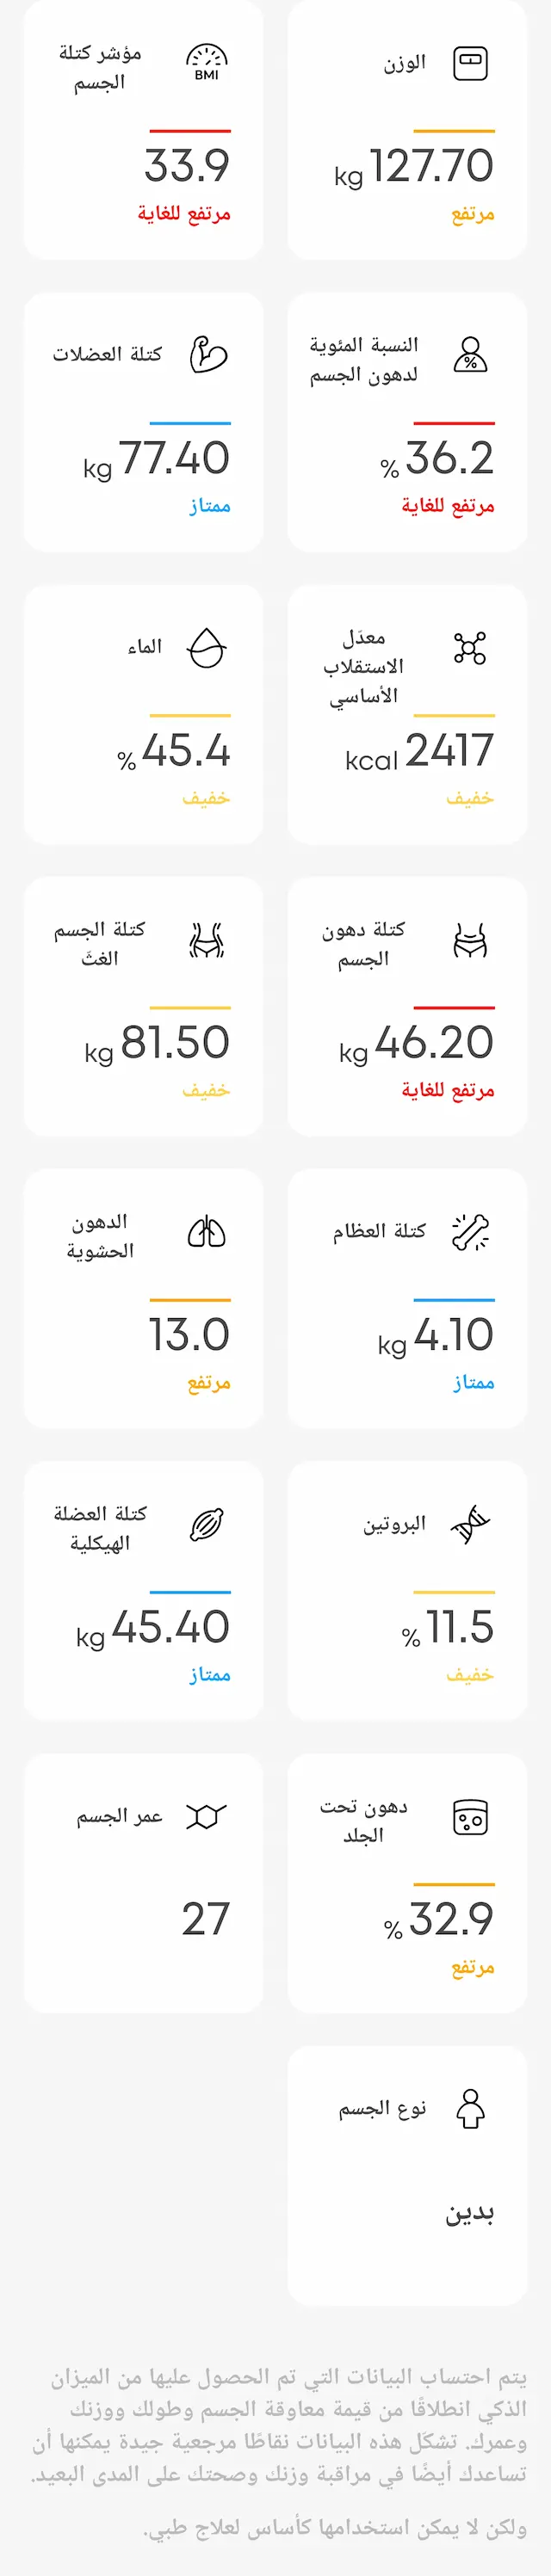 الوزن
127.70 kg
مرتفع
BMI
مؤشر كتلة
الجسم
33.9
مرتفع للغاية
%
النسبة المئوية
لدهون الجسم
36.2 %
مرتفع للغاية
كتلة العضلات
77.40 kg
ممتاز
معدّل
الاستقلاب
الأساسي
2417 kcal
خفيف
الماء
45.4 %
خفيف
كتلة دهون
الجسم
46.20 kg
مرتفع للغاية
كتلة الجسم
الغثّ
81.50 kg
خفيف
كتلة العظام
4.10 kg
ممتاز
الدهون
الحشوية
13.0
مرتفع
البروتين
11.5 %
خفيف
كتلة العضلة
الهيكلية
45.40 kg
ممتاز
دهون تحت
الجلد
32.9 %
مرتفع
عمر الجسم
27
نوع الجسم
بدين
يتم احتساب البيانات التي تم الحصول عليها من الميزان
الذكي انطلاقًا من قيمة معاوقة الجسم وطولك ووزنك
وعمرك. تشكّل هذه البيانات نقاطًا مرجعية جيدة يمكنها أن
تساعدك أيضًا في مراقبة وزنك وصحتك على المدى البعيد.
ولكن لا يمكن استخدامها كأساس لعلاج طبي.